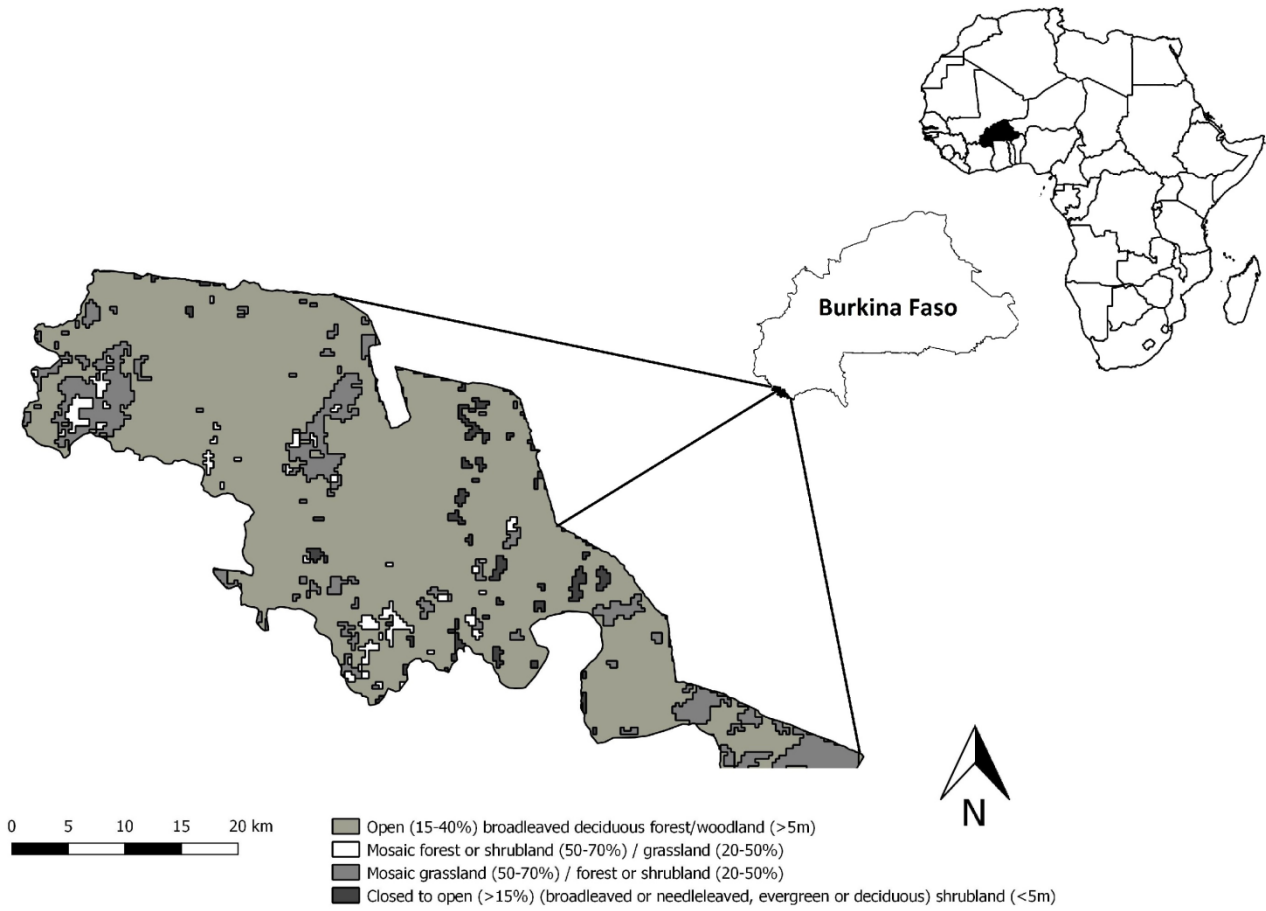 Burkina Faso
N
0 5 10 15 20 km
Open (15-40%) broadleaved deciduous forest/woodland (>5m)
Mosaic forest or shrubland (50-70%) / grassland (20-50%)
Mosaic grassland (50-70%) / forest or shrubland (20-50%)
Closed to open (>15%) (broadleaved or needleleaved, evergreen or deciduous) shrubland (<5m)